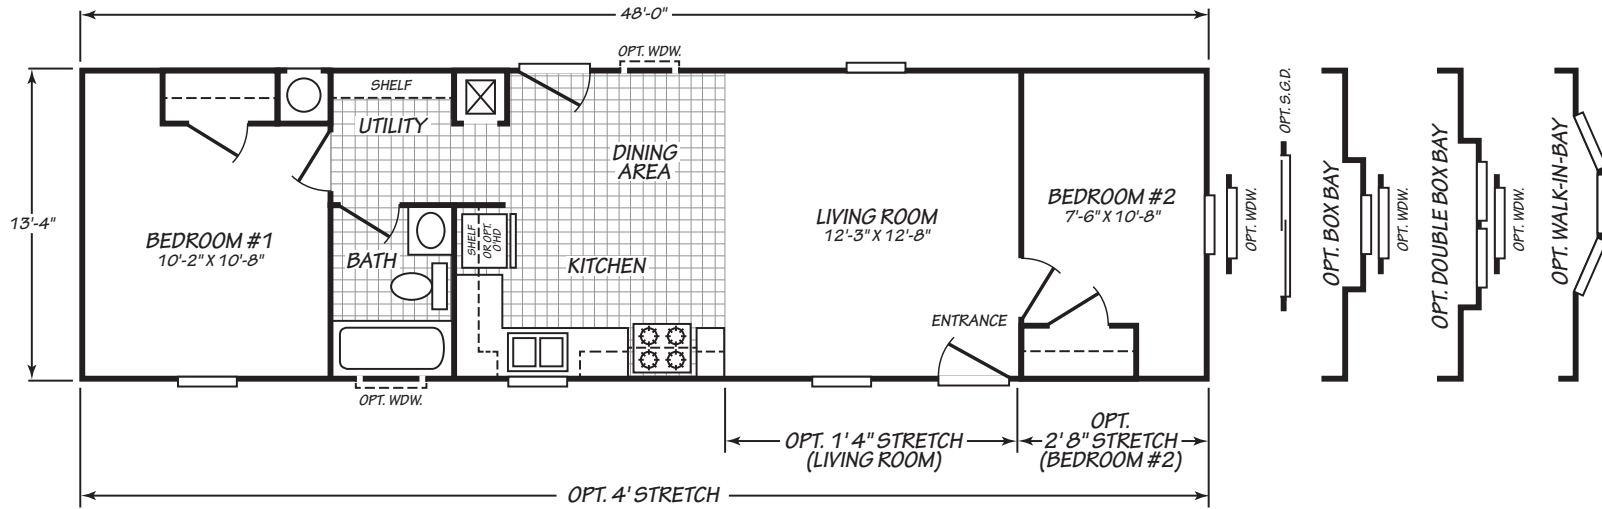 48'-0"
OPT. WDW.
SHELF
UTILITY
DINING
AREA
13'-4"
BEDROOM #1
10'-2" X 10'-8"
BATH
SHELF
OR OPT.
O'HD
KITCHEN
LIVING ROOM
12'-3" X 12'-8"
BEDROOM #2
7'-6" X 10'-8"
ENTRANCE
OPT. WDW.
OPT. WDW.
OPT. S.G.D.
OPT. BOX BAY
OPT. WDW.
OPT. DOUBLE BOX BAY
OPT. WDW.
OPT. WALK-IN-BAY
OPT. 1' 4" STRETCH
(LIVING ROOM)
OPT.
2' 8" STRETCH
(BEDROOM #2)
OPT. 4' STRETCH